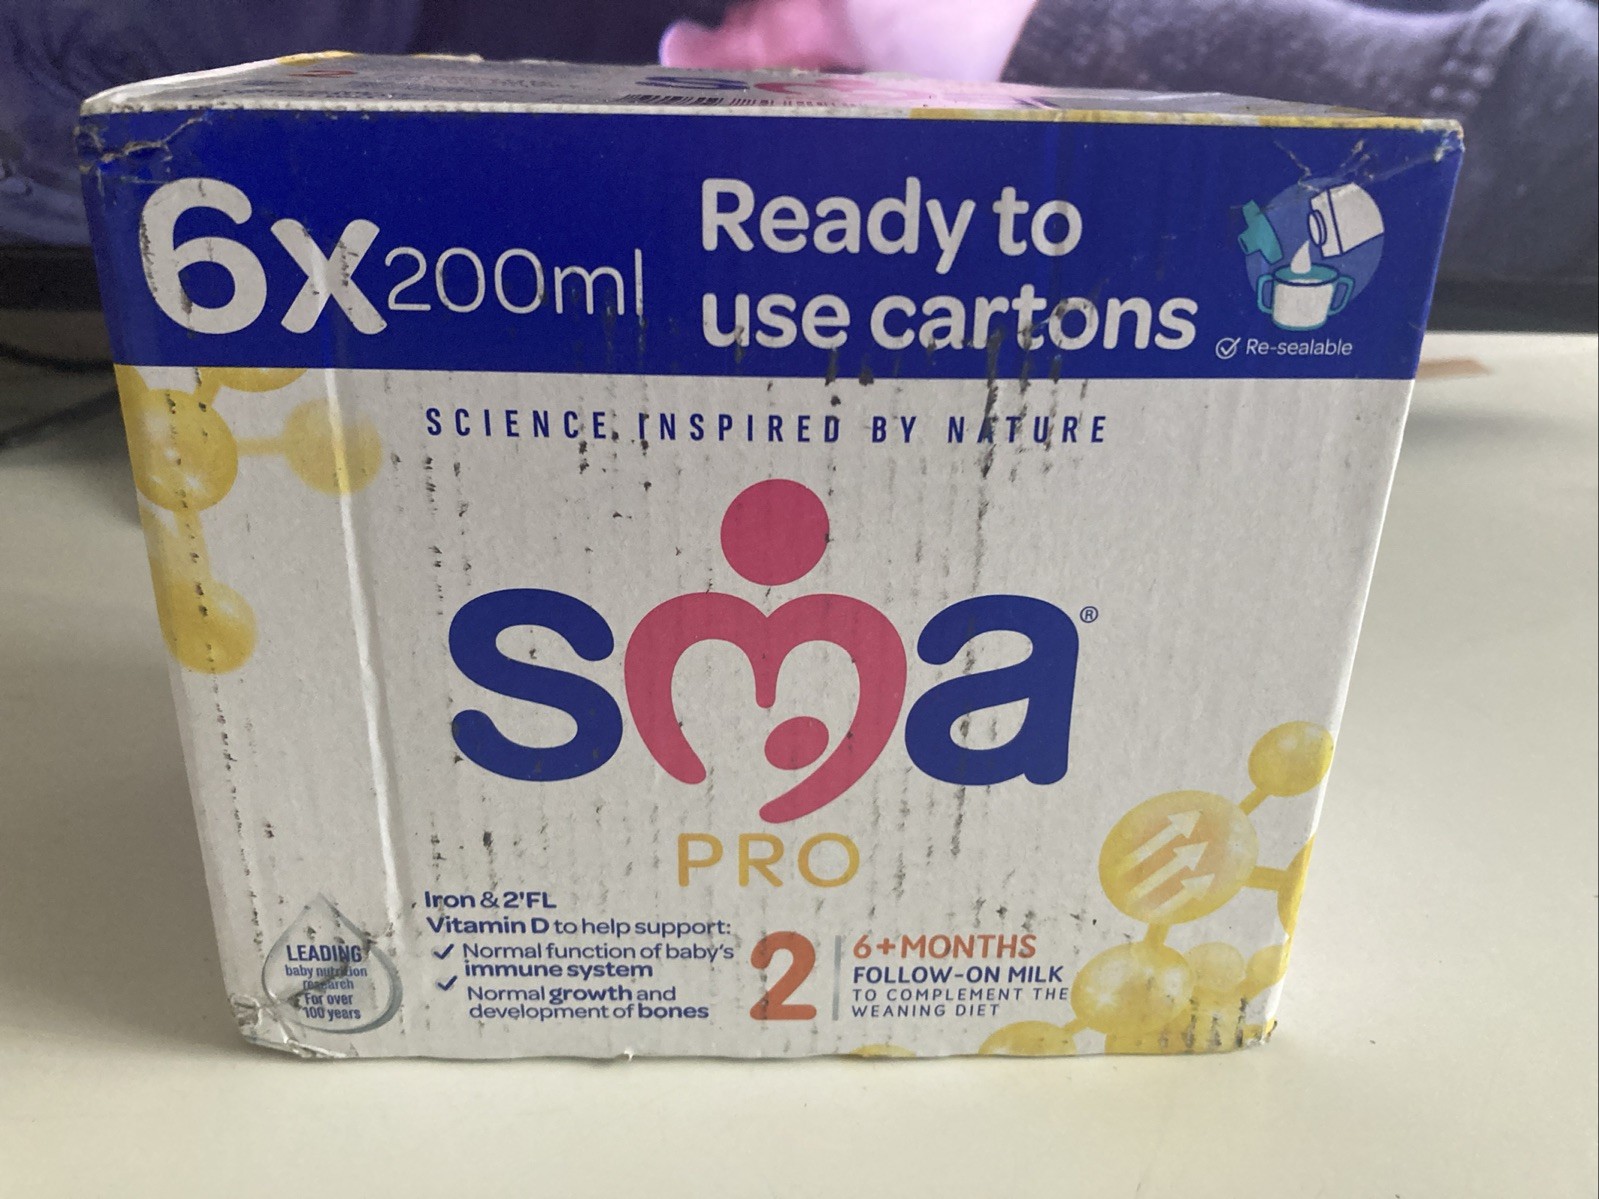 2
sma
6x200ml
Ready to
use cartons
Re-sealable
SCIENCE INSPIRED BY NATURE
sma®
PRO
Iron & 2'FL
Vitamin D to help support:
Normal function of baby's
immune system
Normal growth and
development of bones
LEADING
baby nutrition
research
For over
100 years
2
6+MONTHS
FOLLOW-ON MILK
TO COMPLEMENT THE
WEANING DIET